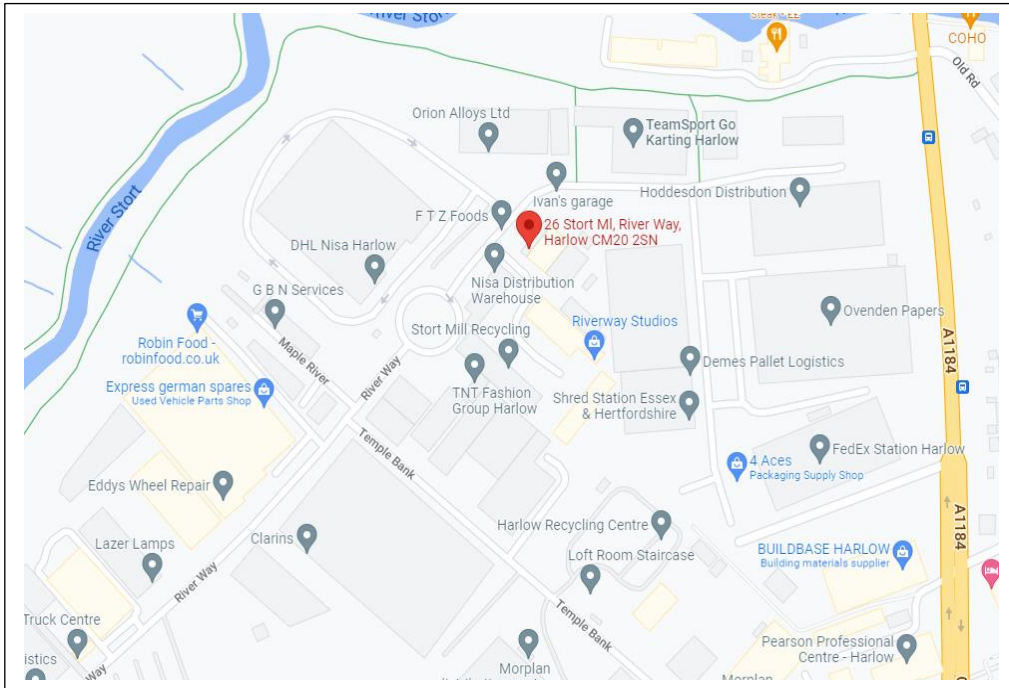 River Stort
Steak - EZ
COHO
Old Rd
Orion Alloys Ltd
TeamSport Go
Karting Harlow
River Stort
Ivan's garage
Hoddesdon Distribution
F T Z Foods
26 Stort Ml, River Way,
Harlow CM20 2SN
DHL Nisa Harlow
G B N Services
Nisa Distribution
Warehouse
Ovenden Papers
Robin Food -
robinfood.co.uk
Maple River
River Way
Stort Mill Recycling
Riverway Studios
A1184
Demes Pallet Logistics
Express german spares
Used Vehicle Parts Shop
TNT Fashion
Group Harlow
Shred Station Essex
& Hertfordshire
Temple Bank
FedEx Station Harlow
4 Aces
Packaging Supply Shop
Eddys Wheel Repair
A1184
Harlow Recycling Centre
Clarins
Lazer Lamps
Loft Room Staircase
BUILDBASE HARLOW
Building materials supplier
River Way
Temple Bank
Truck Centre
Pearson Professional
Centre - Harlow
istics
Way
Morplan
Morplan